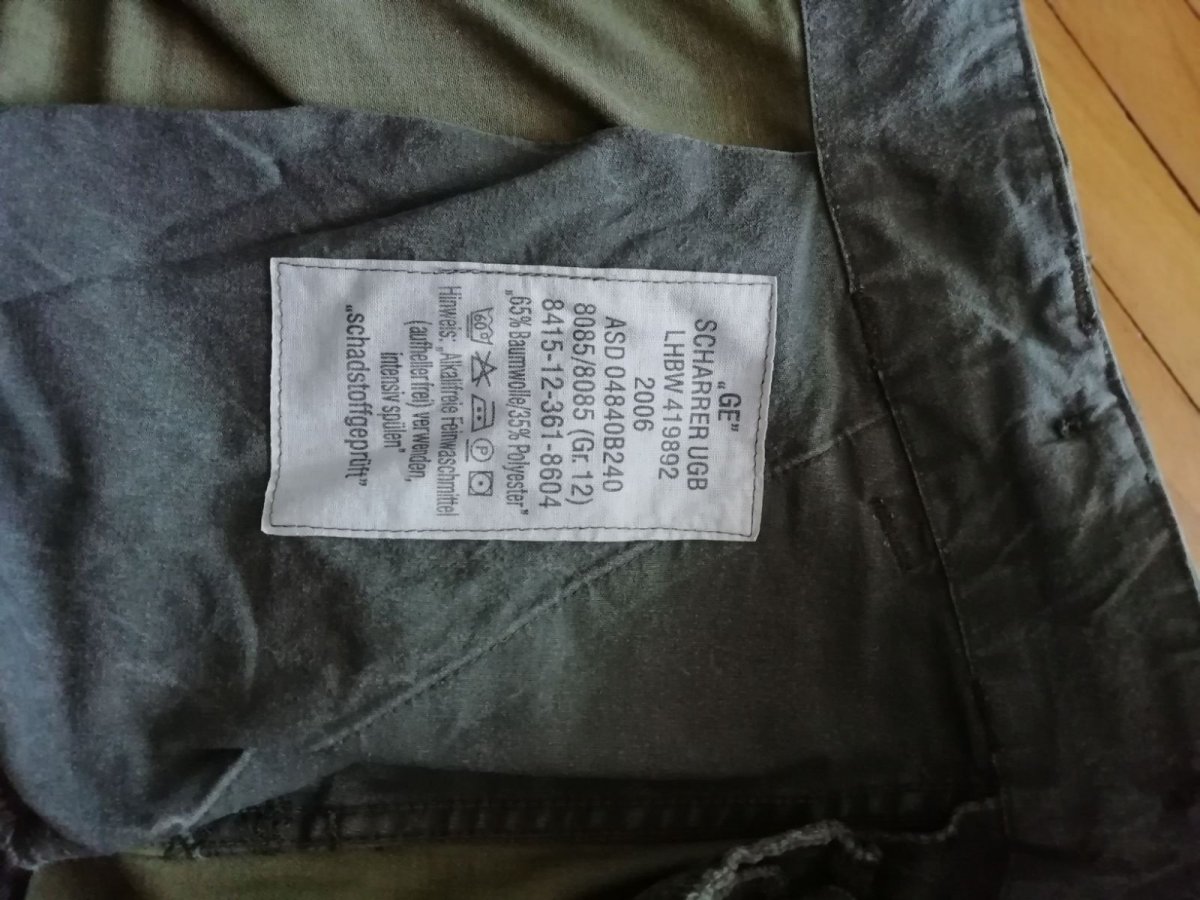 "GE"
SCHARRER UGB
LHBW 419892
2006
ASD 04840B240
8085/8085 (Gr.12)
8415-12-361-8604
„65% Baumwolle/35% Polyester"
60 P
Hinweis: „Alkalifreie Feinwaschmittel
(aufhellerfrei) verwenden,
intensiv spülen"
„schadstoffgeprüft"